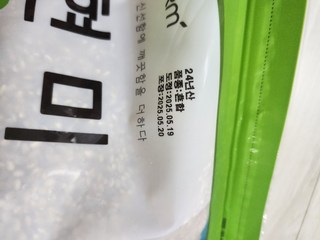 현미
신선함에 깨끗함을 더하다
24년산
품종:혼합
도정:2025.05.19
포장:2025.05.20